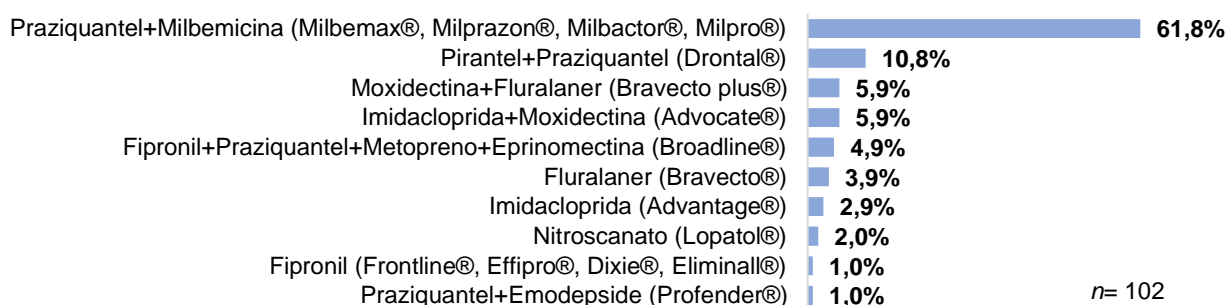 Praziquantel+Milbemicina (Milbemax®, Milprazon®, Milbactor®, Milpro®) 61,8%
Pirantel+Praziquantel (Drontal®) 10,8%
Moxidectina+Fluralaner (Bravecto plus®) 5,9%
Imidacloprida+Moxidectina (Advocate®) 5,9%
Fipronil+Praziquantel+Metopreno+Eprinomectina (Broadline®) 4,9%
Fluralaner (Bravecto®) 3,9%
Imidacloprida (Advantage®) 2,9%
Nitroscanato (Lopatol®) 2,0%
Fipronil (Frontline®, Effipro®, Dixie®, Eliminall®) 1,0%
Praziquantel+Emodepside (Profender®) 1,0% n= 102